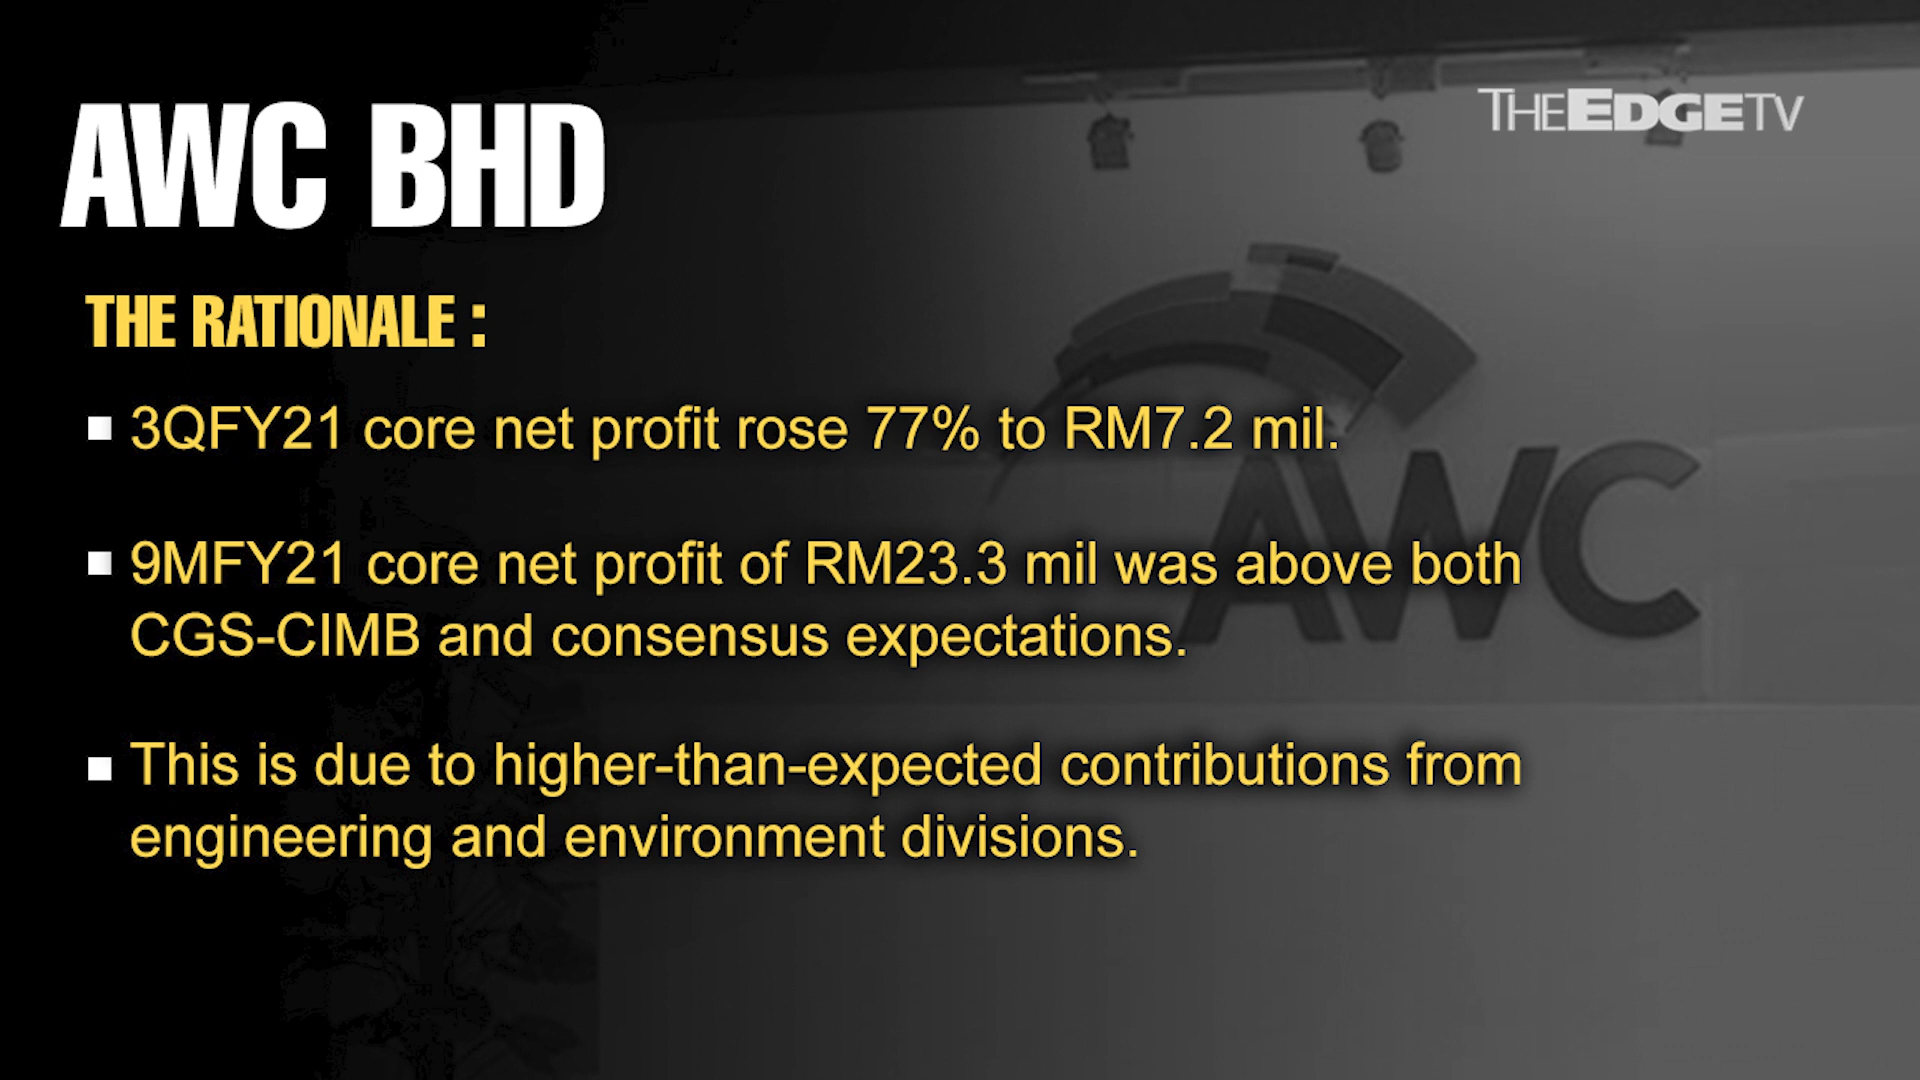 THEEDGETV
AWC BHD
THE RATIONALE :
3QFY21 core net profit rose 77% to RM7.2 mil.
9MFY21 core net profit of RM23.3 mil was above both
CGS-CIMB and consensus expectations.
This is due to higher-than-expected contributions from
engineering and environment divisions.
AWC